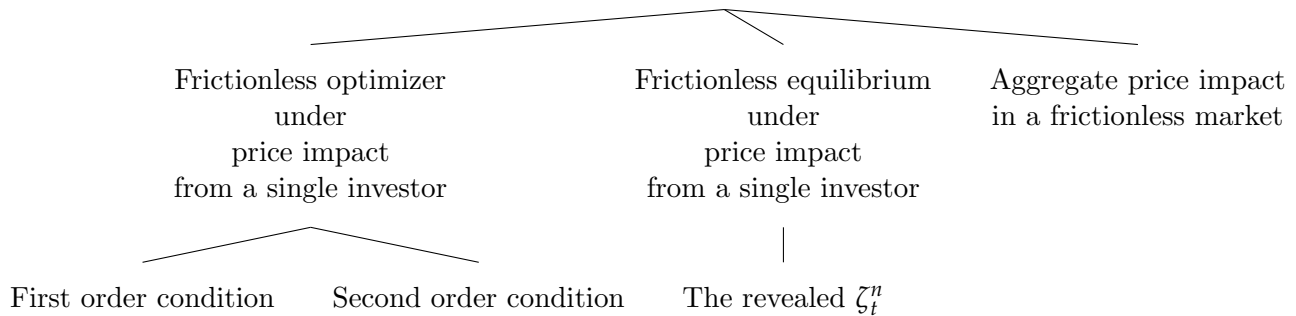 Frictionless optimizer
under
price impact
from a single investor
Frictionless equilibrium
under
price impact
from a single investor
Aggregate price impact
in a frictionless market
First order condition
Second order condition
The revealed ζₜⁿ